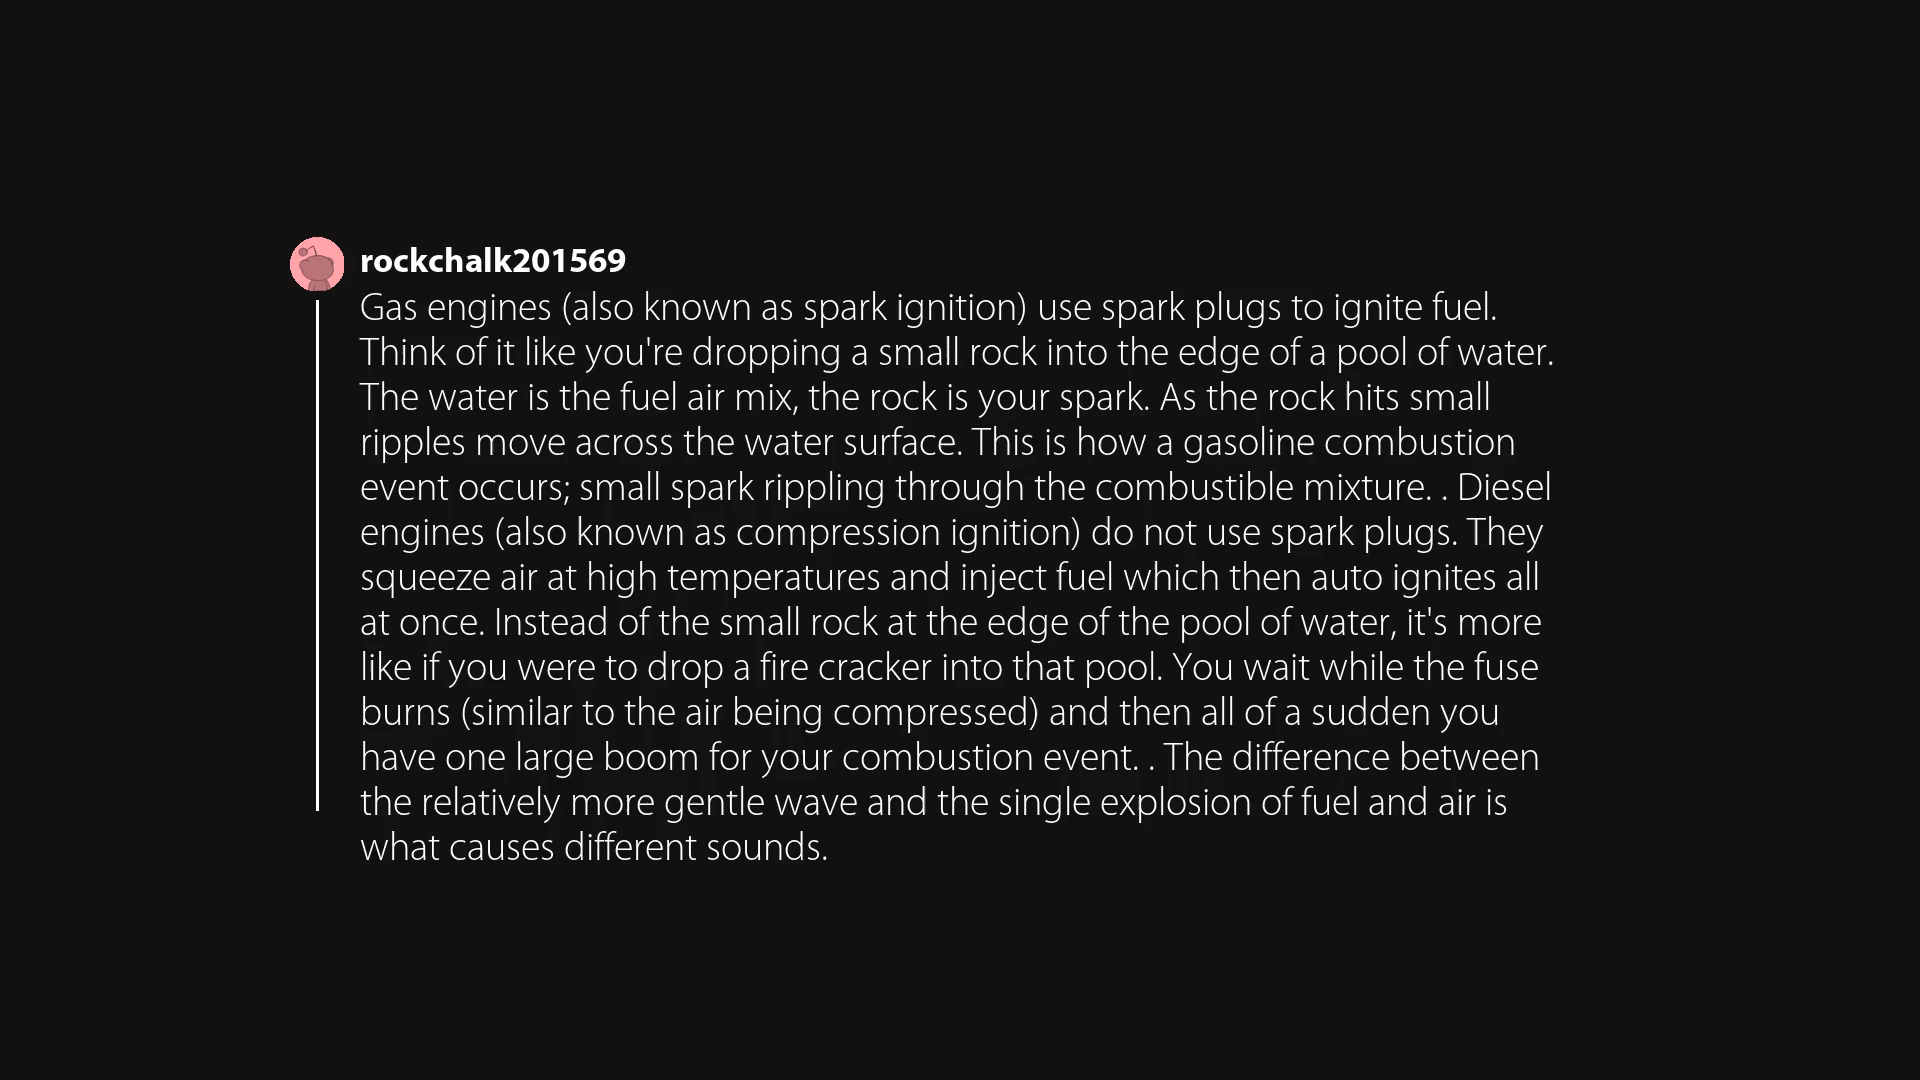 rockchalk201569
Gas engines (also known as spark ignition) use spark plugs to ignite fuel.
Think of it like you're dropping a small rock into the edge of a pool of water.
The water is the fuel air mix, the rock is your spark. As the rock hits small
ripples move across the water surface. This is how a gasoline combustion
event occurs; small spark rippling through the combustible mixture. . Diesel
engines (also known as compression ignition) do not use spark plugs. They
squeeze air at high temperatures and inject fuel which then auto ignites all
at once. Instead of the small rock at the edge of the pool of water, it's more
like if you were to drop a fire cracker into that pool. You wait while the fuse
burns (similar to the air being compressed) and then all of a sudden you
have one large boom for your combustion event. . The difference between
the relatively more gentle wave and the single explosion of fuel and air is
what causes different sounds.